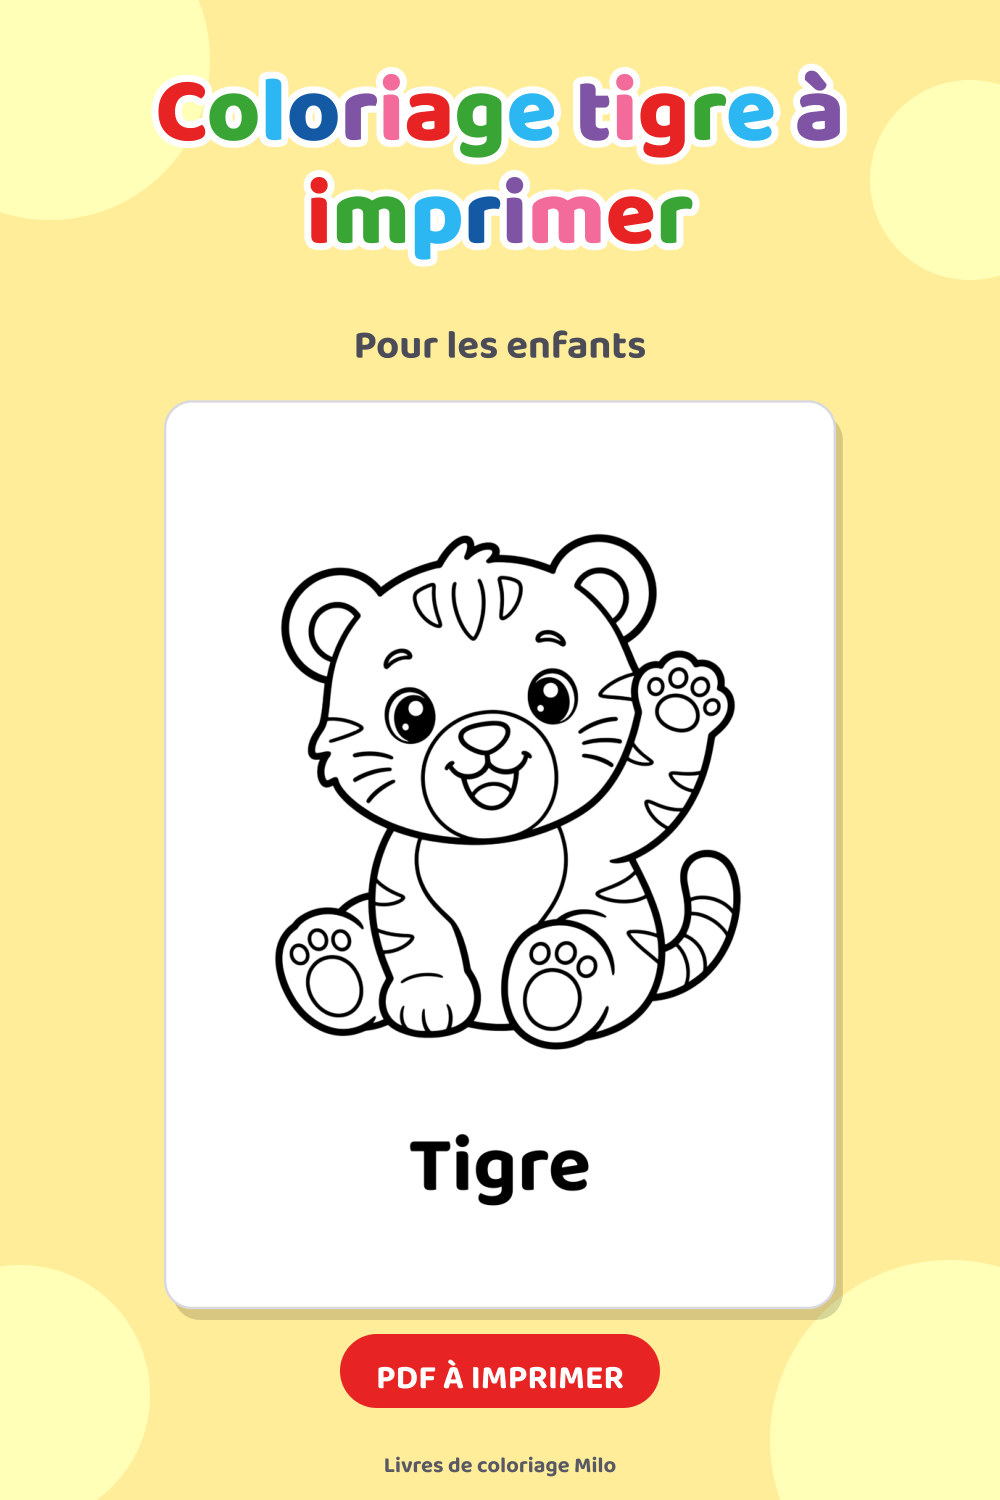 Coloriage tigre à
imprimer
Pour les enfants
Tigre
PDF À IMPRIMER
Livres de coloriage Milo